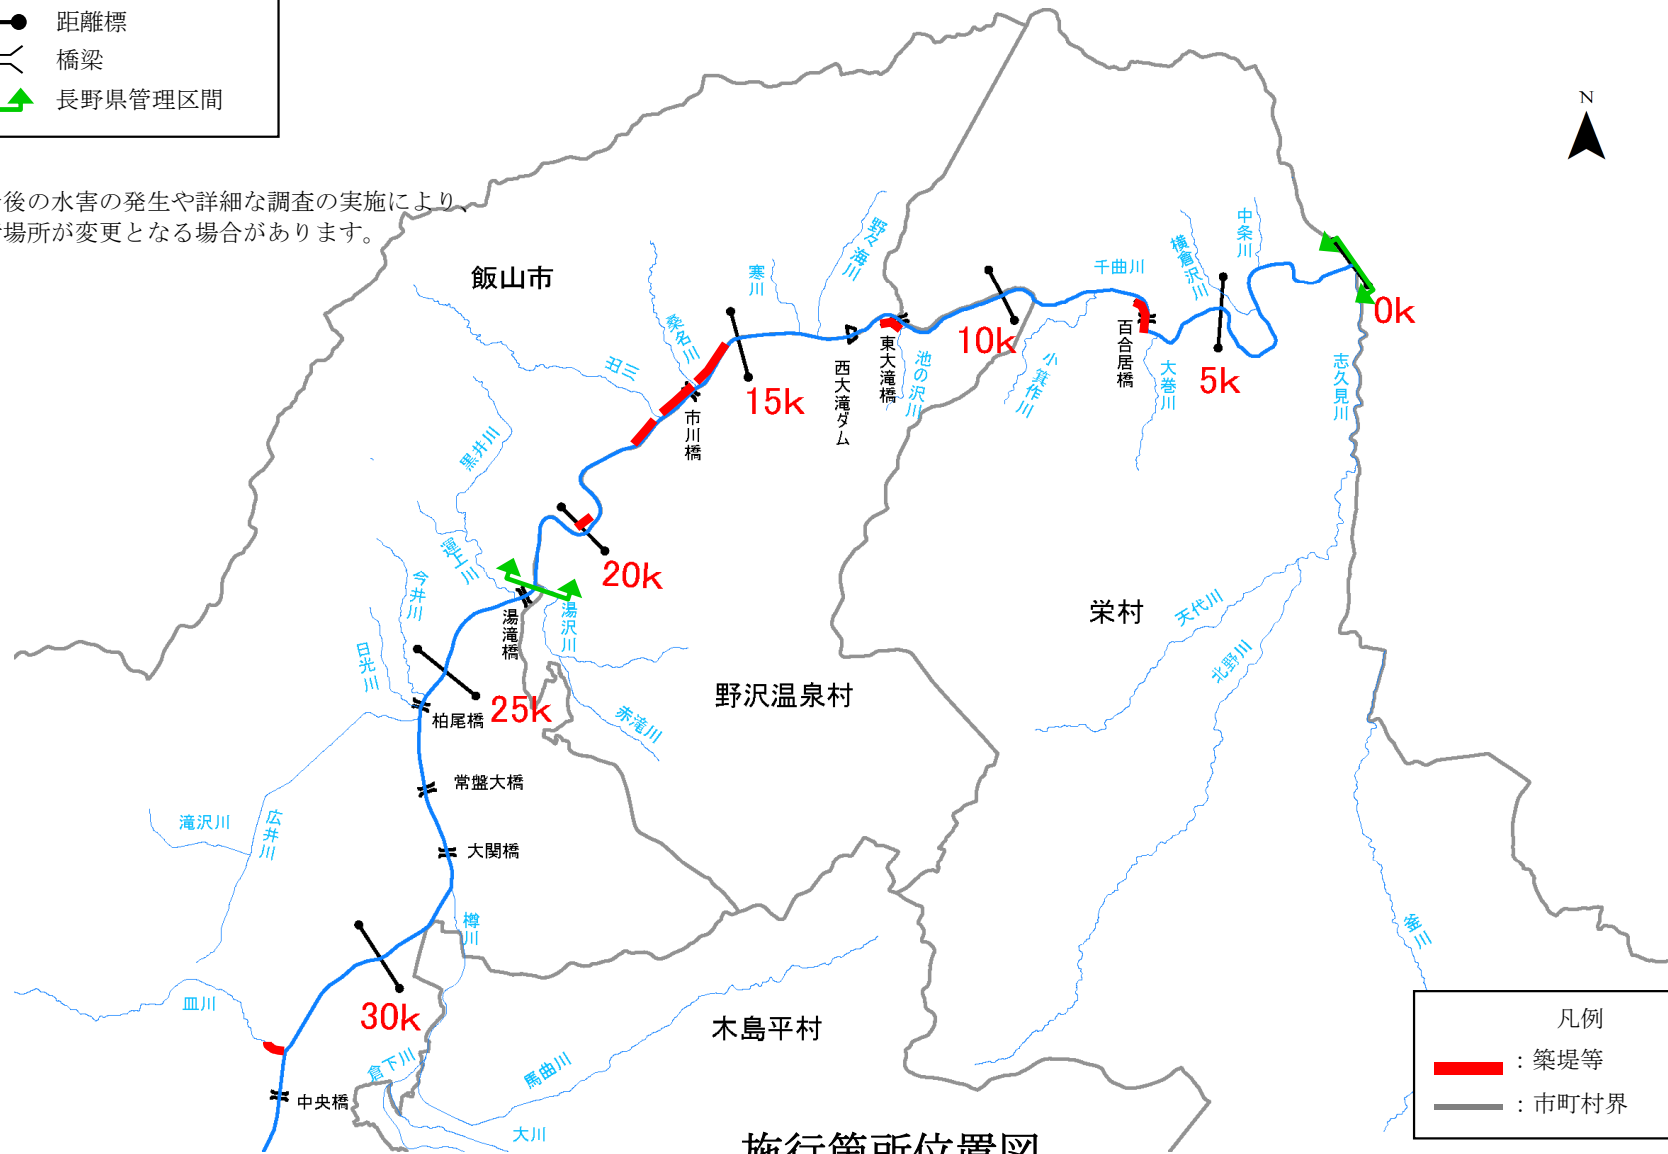 距離標
橋梁
長野県管理区間
後の水害の発生や詳細な調査の実施により、
場所が変更となる場合があります。
N
飯山市
野々海川
寒川
桑名川
出三
千曲川
横倉沢川
中条川
0k
10k
5k
15k
20k
25k
30k
百合居橋
東大滝橋
西大滝ダム
池の沢川
小箕作川
大巻川
志久見川
市川橋
黒井川
運上川
今井川
日光川
湯滝橋
湯沢川
赤滝川
栄村
天代川
北野川
野沢温泉村
柏尾橋
常盤大橋
大関橋
滝沢川
広井川
樽川
皿川
釜川
木島平村
倉下川
馬曲川
大川
中央橋
凡例
：築堤等
：市町村界
施行箇所位置図